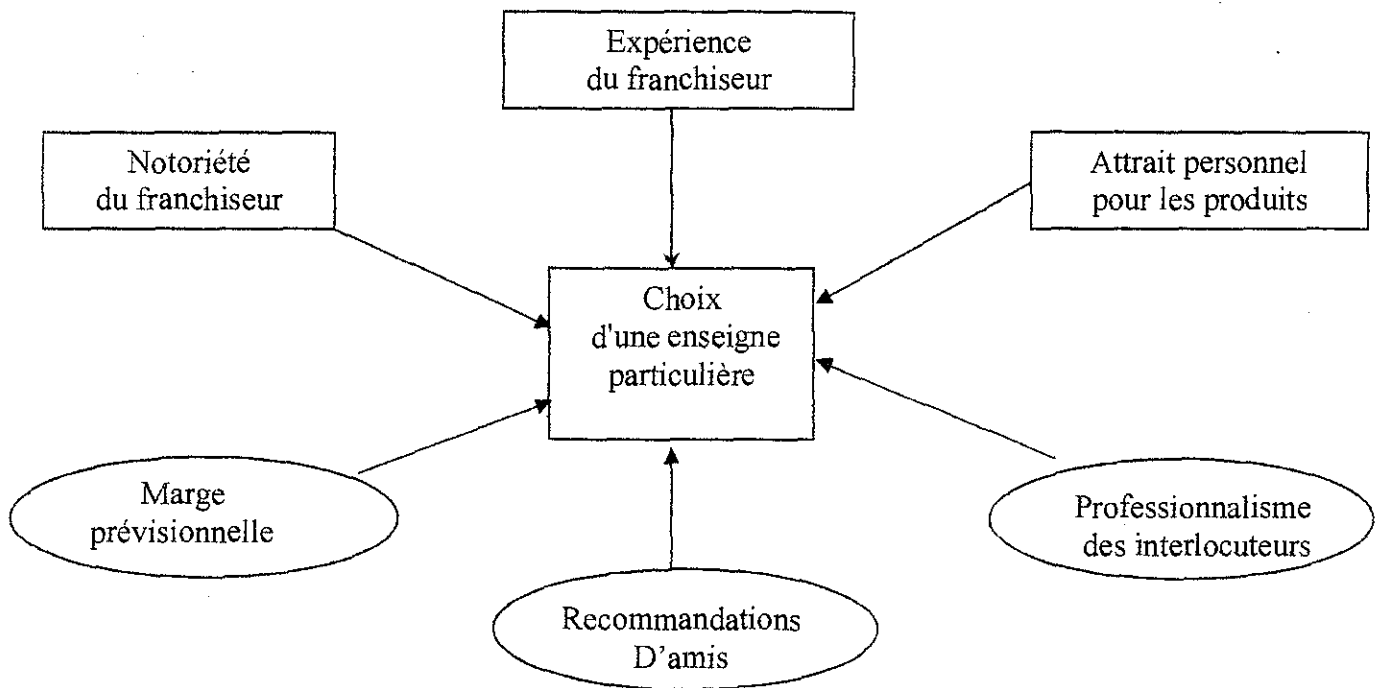 Expérience
du franchiseur
Notoriété
du franchiseur
Attrait personnel
pour les produits
Choix
d'une enseigne
particulière
Marge
prévisionnelle
Professionnalisme
des interlocuteurs
Recommandations
D'amis